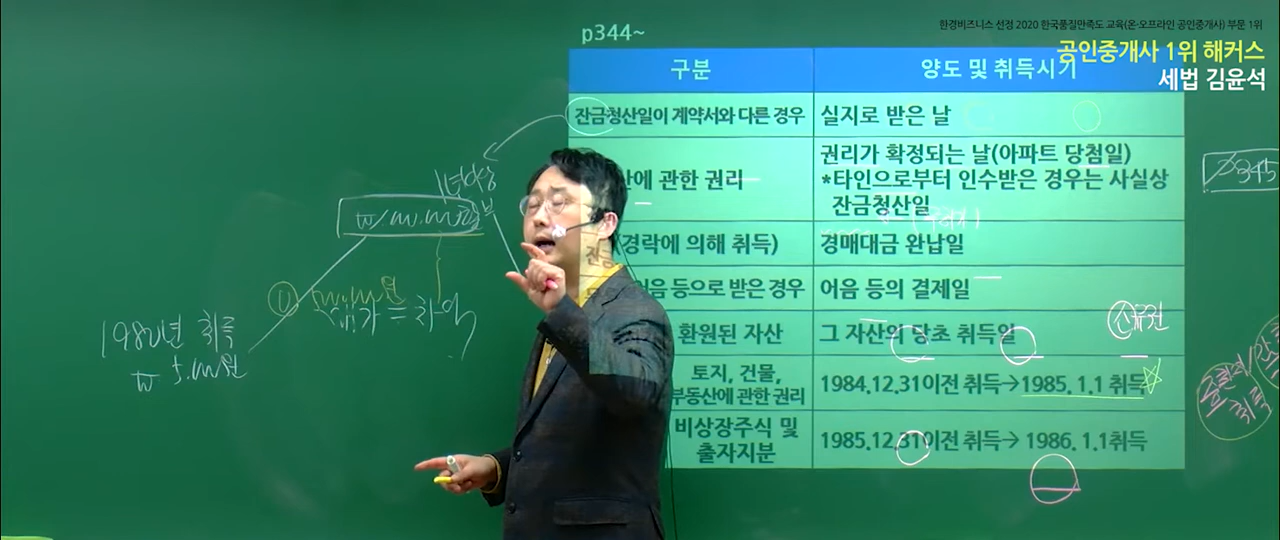 한경비즈니스 선정 2020 한국품질만족도 교육(온·오프라인 공인중개사) 부문 1위
공인중개사 1위 해커스
세법 김윤석
p344~
구분
양도 및 취득시기
잔금청산일이 계약서와 다른 경우
실지로 받은 날
산에 관한 권리
권리가 확정되는 날(아파트 당첨일)
*타인으로부터 인수받은 경우는 사실상
잔금청산일
(경락에 의해 취득)
경매대금 완납일
어음 등으로 받은 경우
어음 등의 결제일
환원된 자산
그 자산의 당초 취득일
토지, 건물,
부동산에 관한 권리
1984.12.31이전 취득→1985. 1.1 취득
비상장주식 및
출자지분
1985.12.31이전 취득→ 1986. 1.1취득
1980년 취득
①